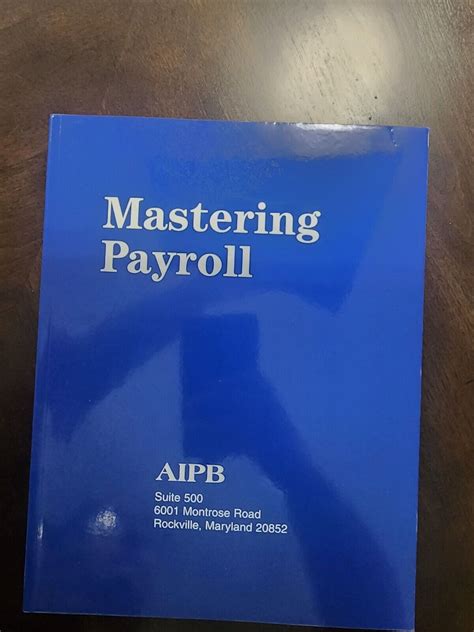 Mastering
Payroll
AIPB
Suite 500
6001 Montrose Road
Rockville, Maryland 20852